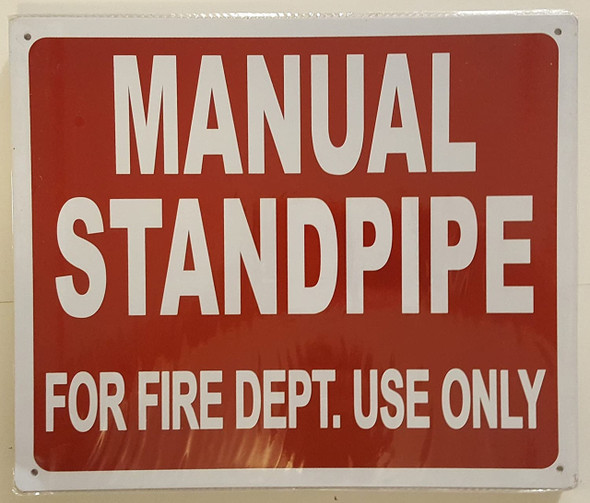 MANUAL
STANDPIPE
FOR FIRE DEPT. USE ONLY